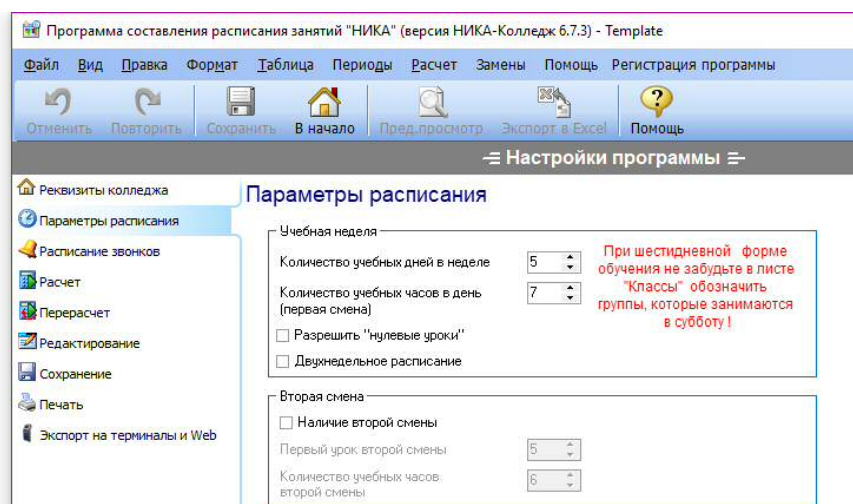 Программа составления расписания занятий "НИКА" (версия НИКА-Колледж 6.7.3) - Template
Файл Вид Правка Формат Таблица Периоды Расчет Замены Помощь Регистрация программы
Отменить Повторить Сохранить В начало Пред.просмотр Экспорт в Excel Помощь
Настройки программы
Реквизиты колледжа
Параметры расписания
Расписание звонков
Расчет
Перерасчет
Редактирование
Сохранение
Печать
Экспорт на терминалы и Web
Параметры расписания
Учебная неделя
Количество учебных дней в неделе 5
Количество учебных часов в день 7
(первая смена)
Разрешить "нулевые уроки"
Двухнедельное расписание
При шестидневной форме
обучения не забудьте в листе
"Классы" обозначить
группы, которые занимаются
в субботу !
Вторая смена
Наличие второй смены
Первый урок второй смены 5
Количество учебных часов 6
второй смены